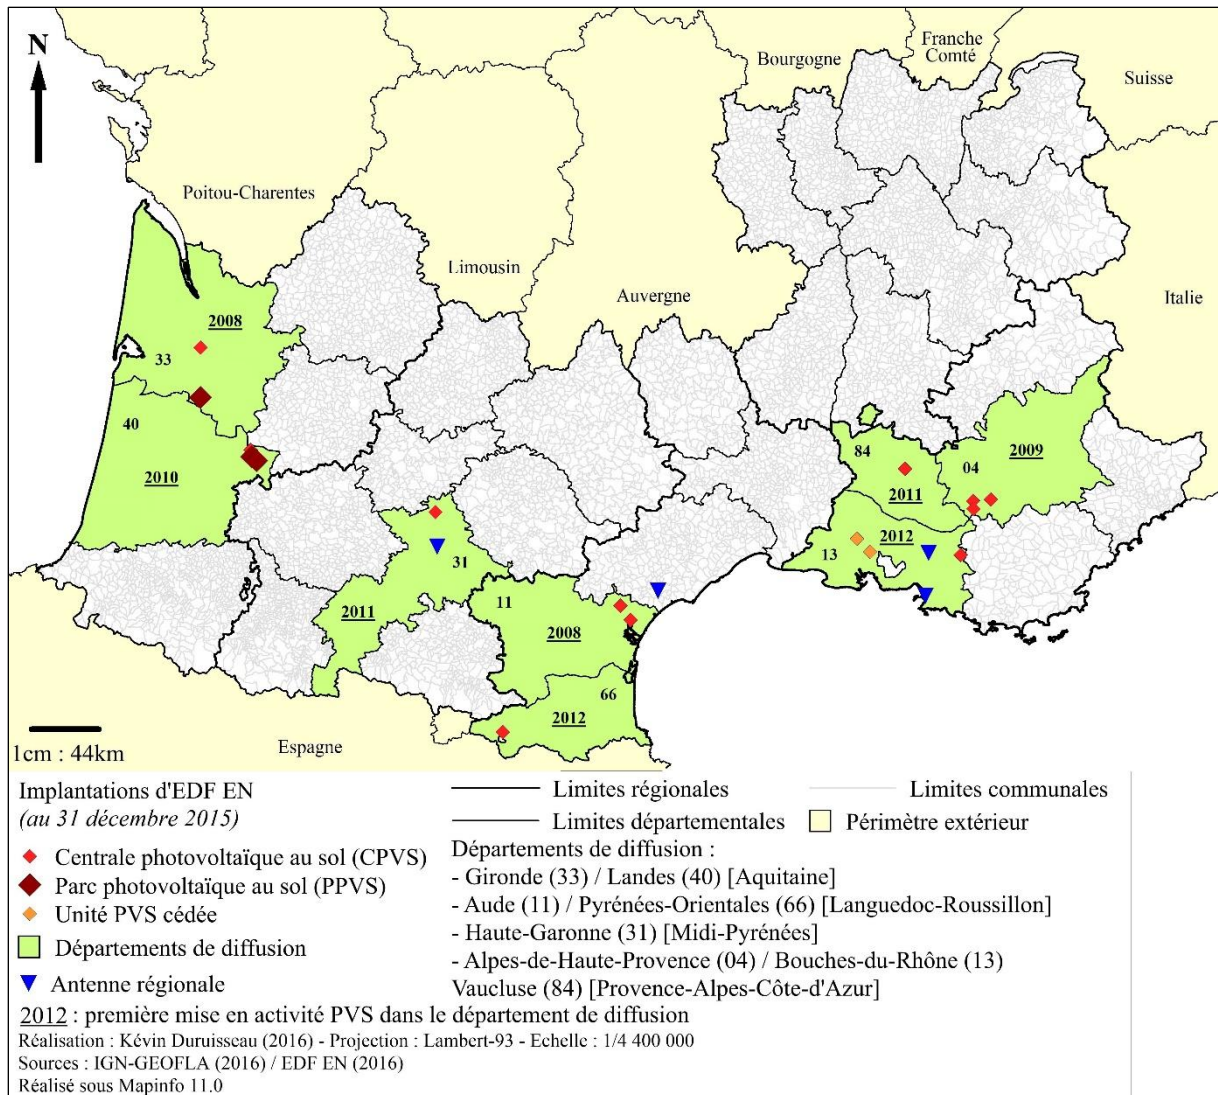 N
Bourgogne
Franche
Comté
Suisse
Poitou-Charentes
Limousin
Auvergne
Italie
2008
33
40
2010
84
04
2009
2011
2012
13
31
2011
11
2008
66
2012
Espagne
1cm : 44km
Implantations d'EDF EN
(au 31 décembre 2015)
Centrale photovoltaïque au sol (CPVS)
Parc photovoltaïque au sol (PPVS)
Unité PVS cédée
Départements de diffusion
Antenne régionale
Limites régionales
Limites communales
Limites départementales
Périmètre extérieur
Départements de diffusion :
- Gironde (33) / Landes (40) [Aquitaine]
- Aude (11) / Pyrénées-Orientales (66) [Languedoc-Roussillon]
- Haute-Garonne (31) [Midi-Pyrénées]
- Alpes-de-Haute-Provence (04) / Bouches-du-Rhône (13)
Vaucluse (84) [Provence-Alpes-Côte-d'Azur]
2012 : première mise en activité PVS dans le département de diffusion
Réalisation : Kévin Duruisseau (2016) - Projection : Lambert-93 - Echelle : 1/4 400 000
Sources : IGN-GEOFLA (2016) / EDF EN (2016)
Réalisé sous Mapinfo 11.0